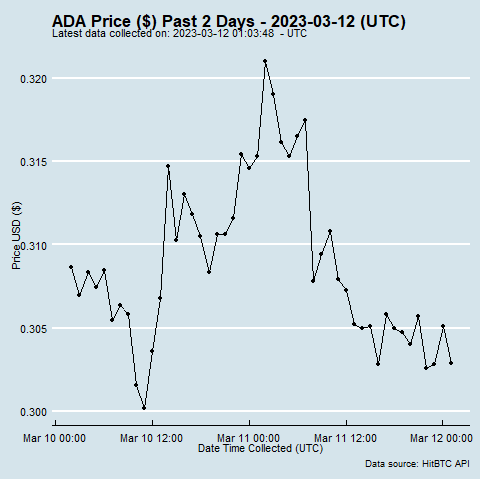 ADA Price ($) Past 2 Days - 2023-03-12 (UTC)
Latest data collected on: 2023-03-12 01:03:48  - UTC
0.320
0.315
0.310
0.305
0.300
Price USD ($)
Mar 10 00:00 Mar 10 12:00 Mar 11 00:00 Mar 11 12:00 Mar 12 00:00
Date Time Collected (UTC)
Data source: HitBTC API